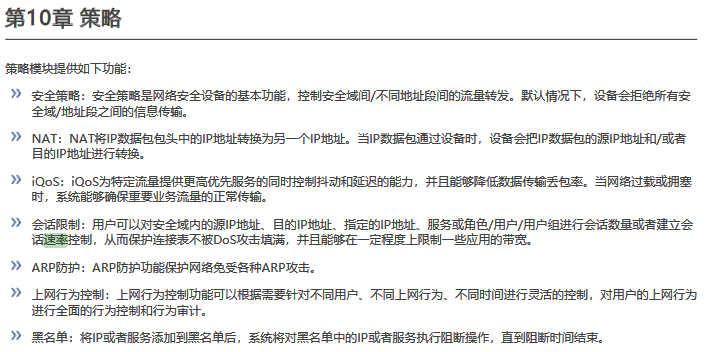 第10章 策略
策略模块提供如下功能：
安全策略：安全策略是网络安全设备的基本功能，控制安全域间/不同地址段间的流量转发。默认情况下，设备会拒绝所有安
全域/地址段之间的信息传输。
NAT：NAT将IP数据包包头中的IP地址转换为另一个IP地址。当IP数据包通过设备时，设备会把IP数据包的源IP地址和/或者
目的IP地址进行转换。
iQoS：iQoS为特定流量提供更高优先服务的同时控制抖动和延迟的能力，并且能够降低数据传输丢包率。当网络过载或拥塞
时，系统能够确保重要业务流量的正常传输。
会话限制：用户可以对安全域内的源IP地址、目的IP地址、指定的IP地址、服务或角色/用户/用户组进行会话数量或者建立会
话速率控制，从而保护连接表不被DoS攻击填满，并且能够在一定程度上限制一些应用的带宽。
ARP防护：ARP防护功能保护网络免受各种ARP攻击。
上网行为控制：上网行为控制功能可以根据需要针对不同用户、不同上网行为、不同时间进行灵活的控制，对用户的上网行为
进行全面的行为控制和行为审计。
黑名单：将IP或者服务添加到黑名单后，系统将对黑名单中的IP或者服务执行阻断操作，直到阻断时间结束。